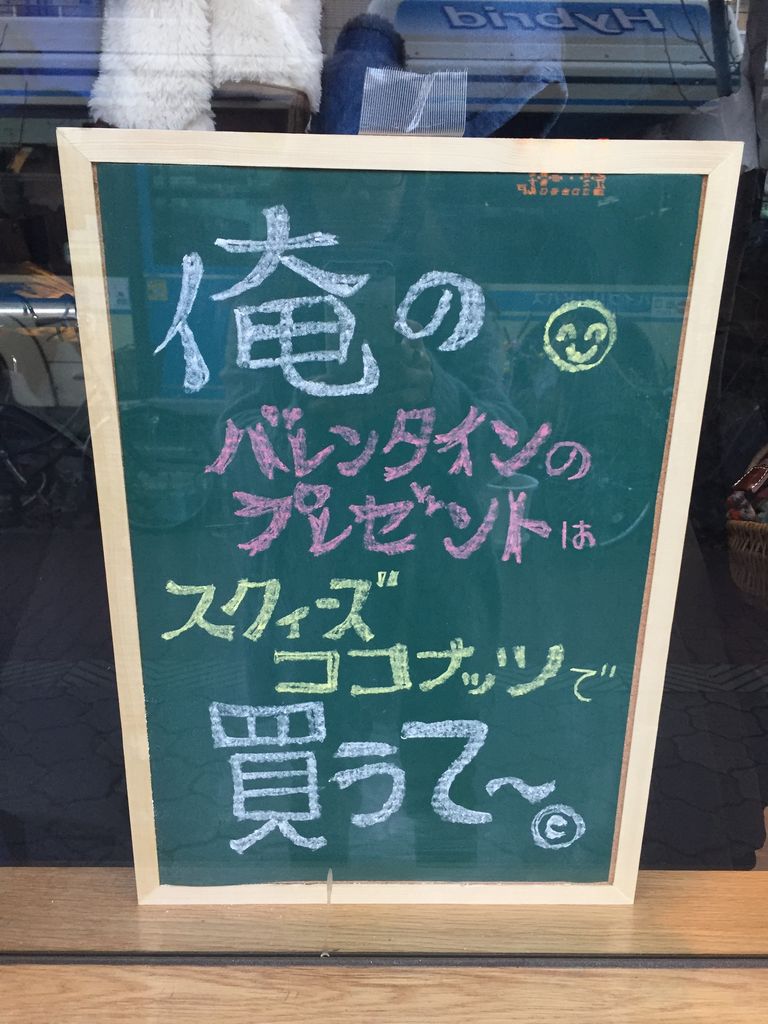 Hybrid
俺の
バレンタインの
プレゼントは
スクィーズ
ココナッツで
買うて〜。